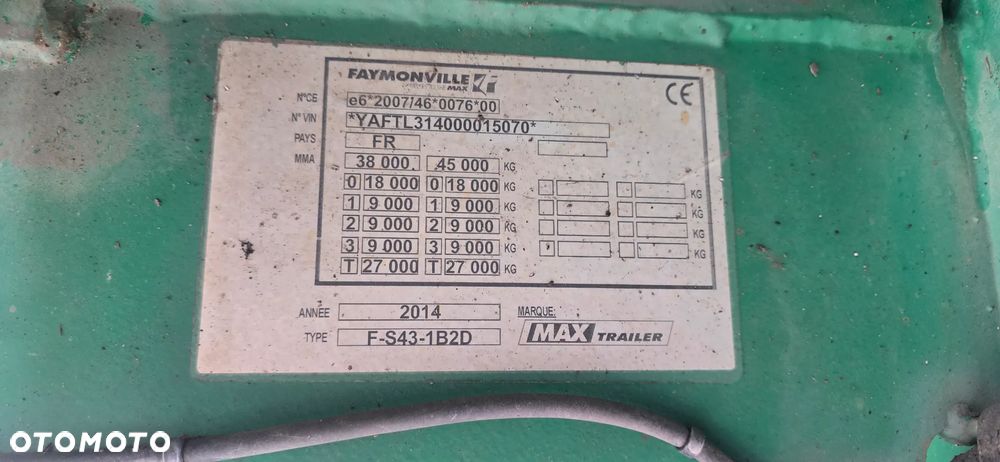 FAYMONVILLE
MAX
CE
N°CE e6*2007/46*0076*00
N° VIN *YAFTL314000015070*
PAYS FR
MMA 38 000 45 000 KG
0 18 000 0 18 000 KG KG
1 9 000 1 9 000 KG KG
2 9 000 2 9 000 KG KG
3 9 000 3 9 000 KG KG
T 27 000 T 27 000 KG
ANNÉE 2014 MARQUE:
TYPE F-S43-1B2D MAX TRAILER
OTOMOTO